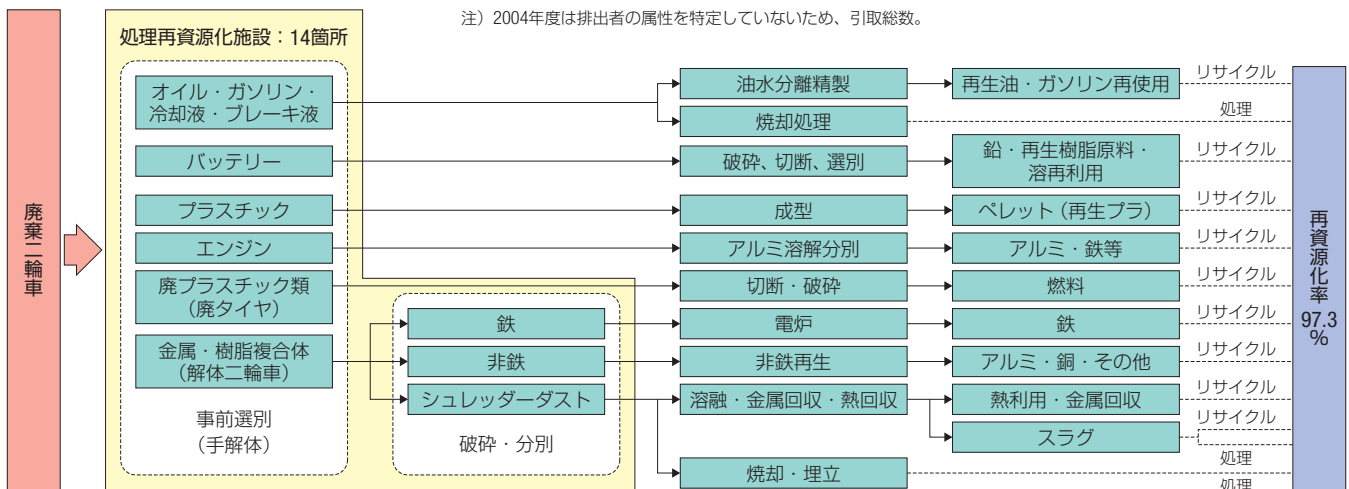 注）2004年度は排出者の属性を特定していないため、引取総数。
廃棄二輪車
処理再資源化施設：14箇所
オイル・ガソリン・
冷却液・ブレーキ液
バッテリー
プラスチック
エンジン
廃プラスチック類
（廃タイヤ）
金属・樹脂複合体
（解体二輪車）
事前選別
（手解体）
鉄
非鉄
シュレッダーダスト
破砕・分別
油水分離精製
焼却処理
破砕、切断、選別
成型
アルミ溶解分別
切断・破砕
電炉
非鉄再生
溶融・金属回収・熱回収
焼却・埋立
再生油・ガソリン再使用
鉛・再生樹脂原料・
溶再利用
ペレット（再生プラ）
アルミ・鉄等
燃料
鉄
アルミ・銅・その他
熱利用・金属回収
スラグ
リサイクル
処理
リサイクル
リサイクル
リサイクル
リサイクル
リサイクル
リサイクル
リサイクル
リサイクル
処理
処理
再資源化率
97.3
%